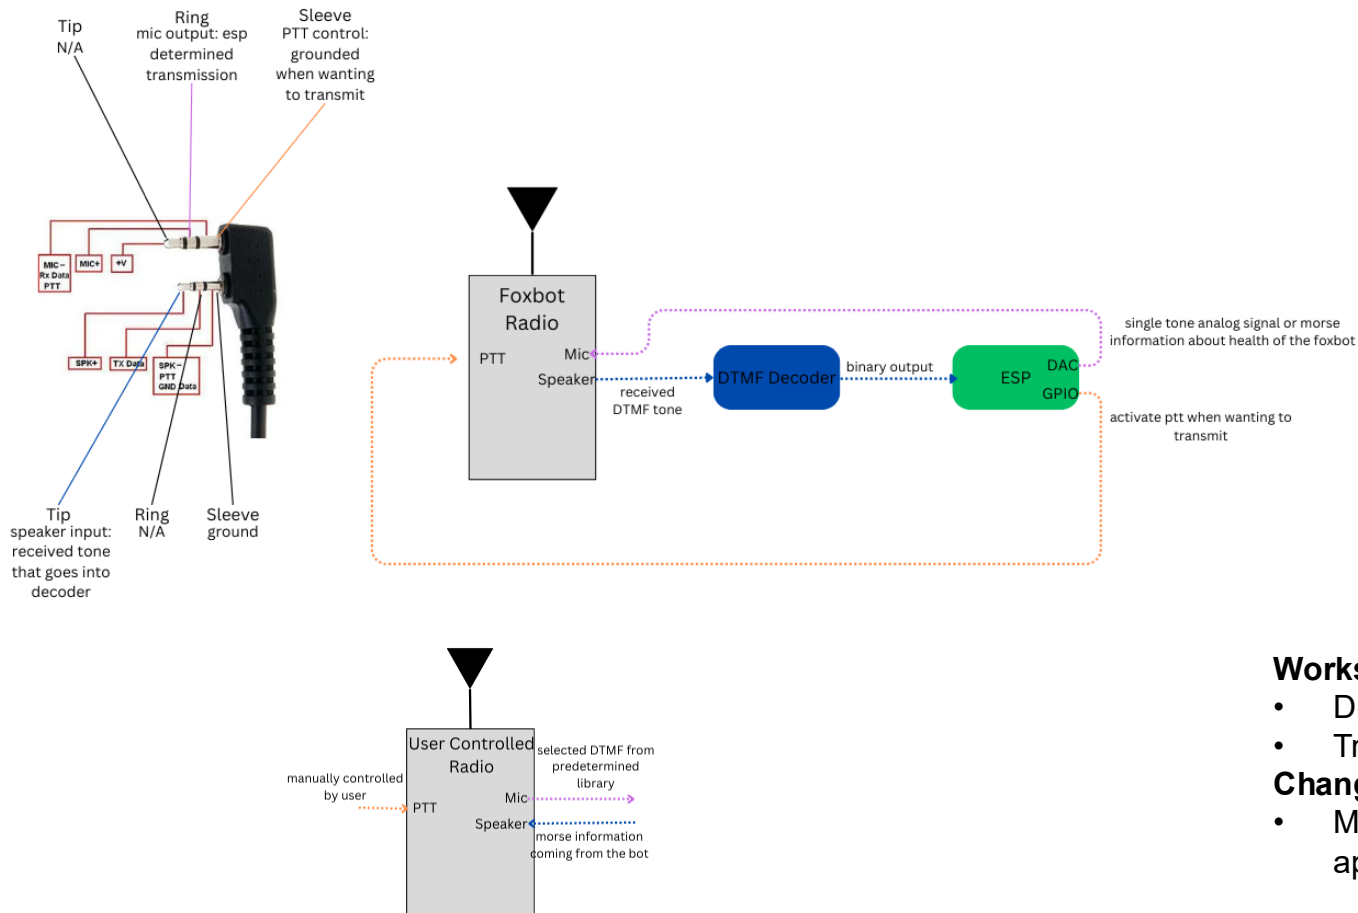 Tip
N/A
Ring
mic output: esp
determined
transmission
Sleeve
PTT control:
grounded
when wanting
to transmit
MIC–
Rx Data
PTT
MIC+
+V
SPK+
TX Data
SPK–
PTT
GND Data
Tip
speaker input:
received tone
that goes into
decoder
Ring
N/A
Sleeve
ground
Foxbot
Radio
PTT
Mic
Speaker
received
DTMF tone
DTMF Decoder
binary output
ESP
DAC
GPIO
single tone analog signal or morse
information about health of the foxbot
activate ptt when wanting to
transmit
User Controlled
Radio
manually controlled
by user
PTT
Mic
Speaker
selected DTMF from
predetermined
library
morse information
coming from the bot
Works
• D
• Tr
Chang
• M
ap